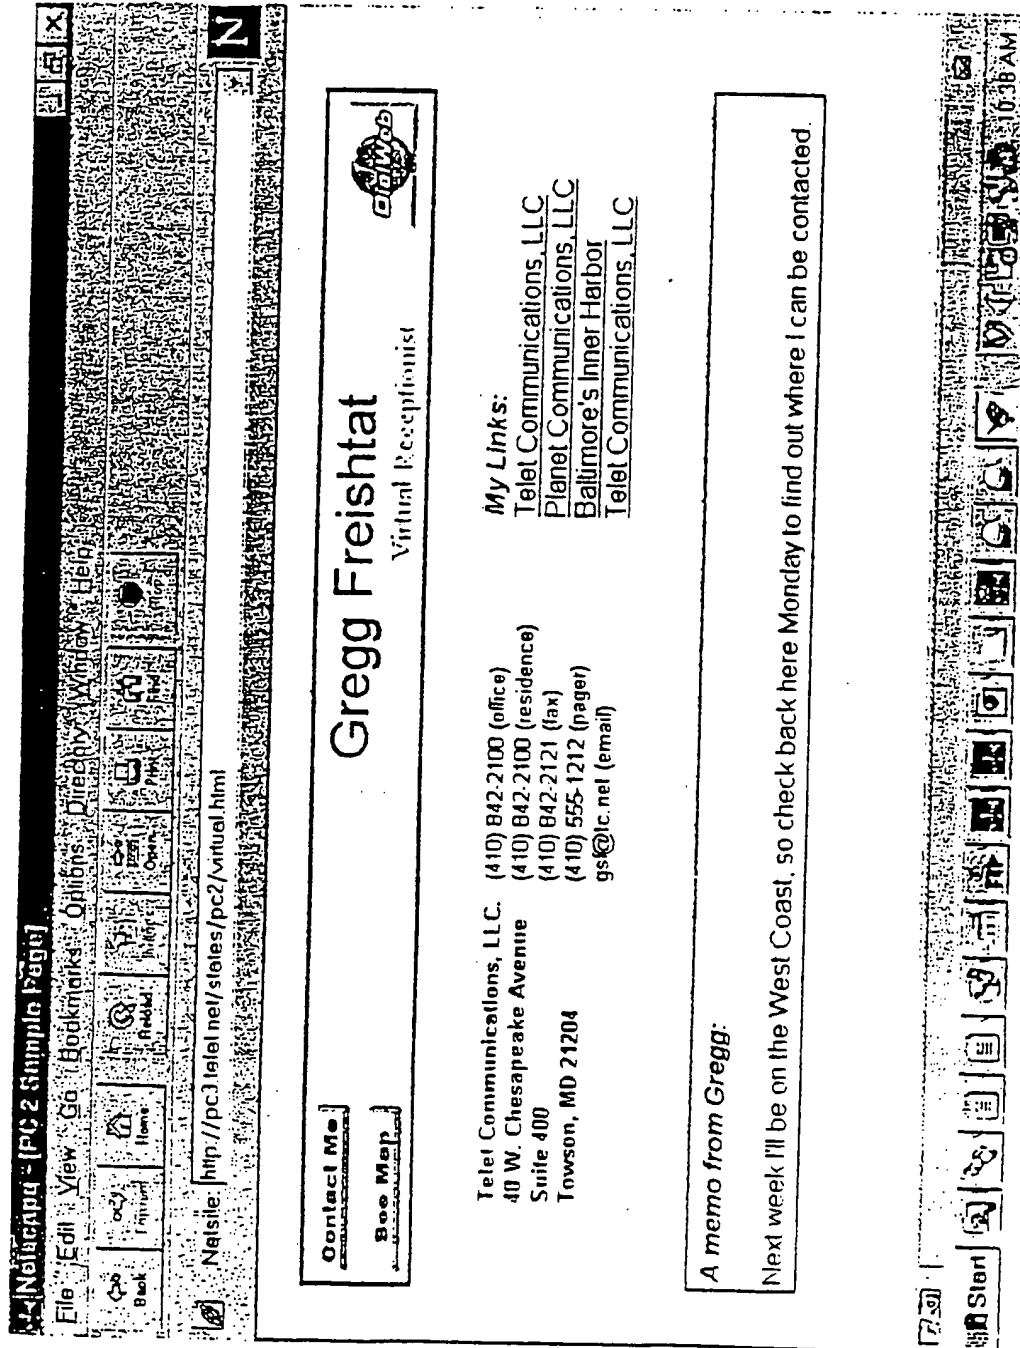 Netscape - [PC 2 Sample Page]
File Edit View Go Bookmarks Options Directory Window Help
Back Home Reload Open Print Find
Netsite: http://pc3.telet.net/states/pc2/virtual.html
N
Contact Me
See Map
Gregg Freishtat
Virtual Receptionist
Telet Communications, LLC.
40 W. Chesapeake Avenue
Suite 400
Towson, MD 21204
(410) 842-2100 (office)
(410) 842-2100 (residence)
(410) 842-2121 (fax)
(410) 555-1212 (pager)
gsf@tc.net (email)
My Links:
Telet Communications, LLC
Planet Communications, LLC
Baltimore's Inner Harbor
Telet Communications, LLC
A memo from Gregg:
Next week I'll be on the West Coast, so check back here Monday to find out where I can be contacted.
Start
10:38 AM